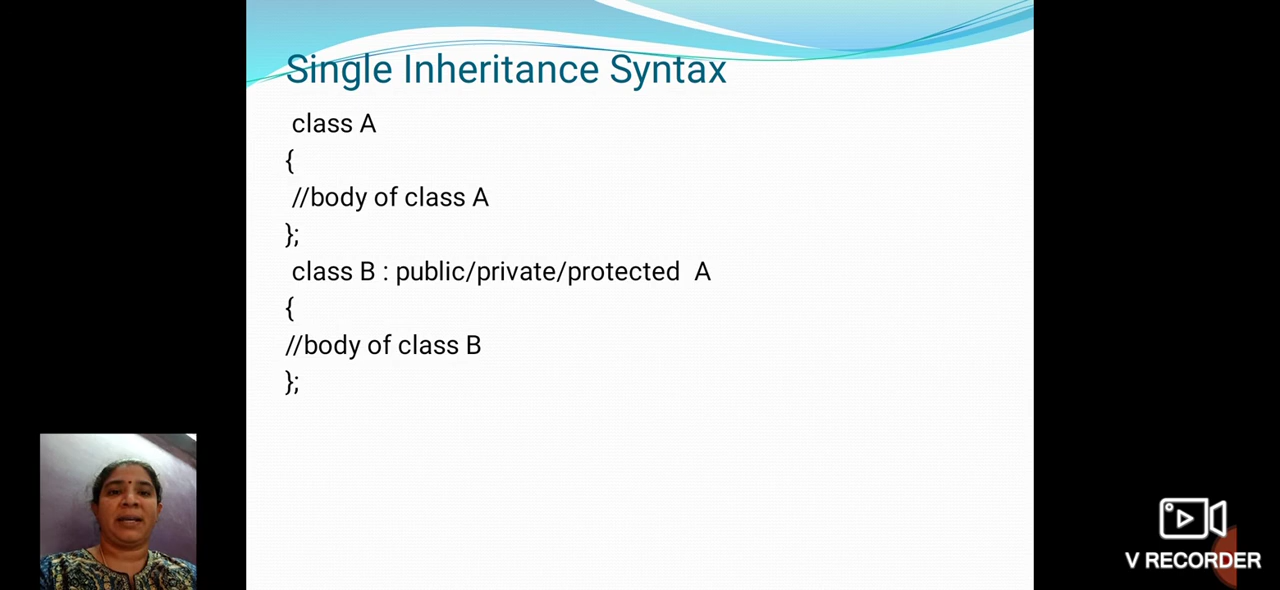 Single Inheritance Syntax
class A
{
//body of class A
};
class B : public/private/protected  A
{
//body of class B
};
V RECORDER